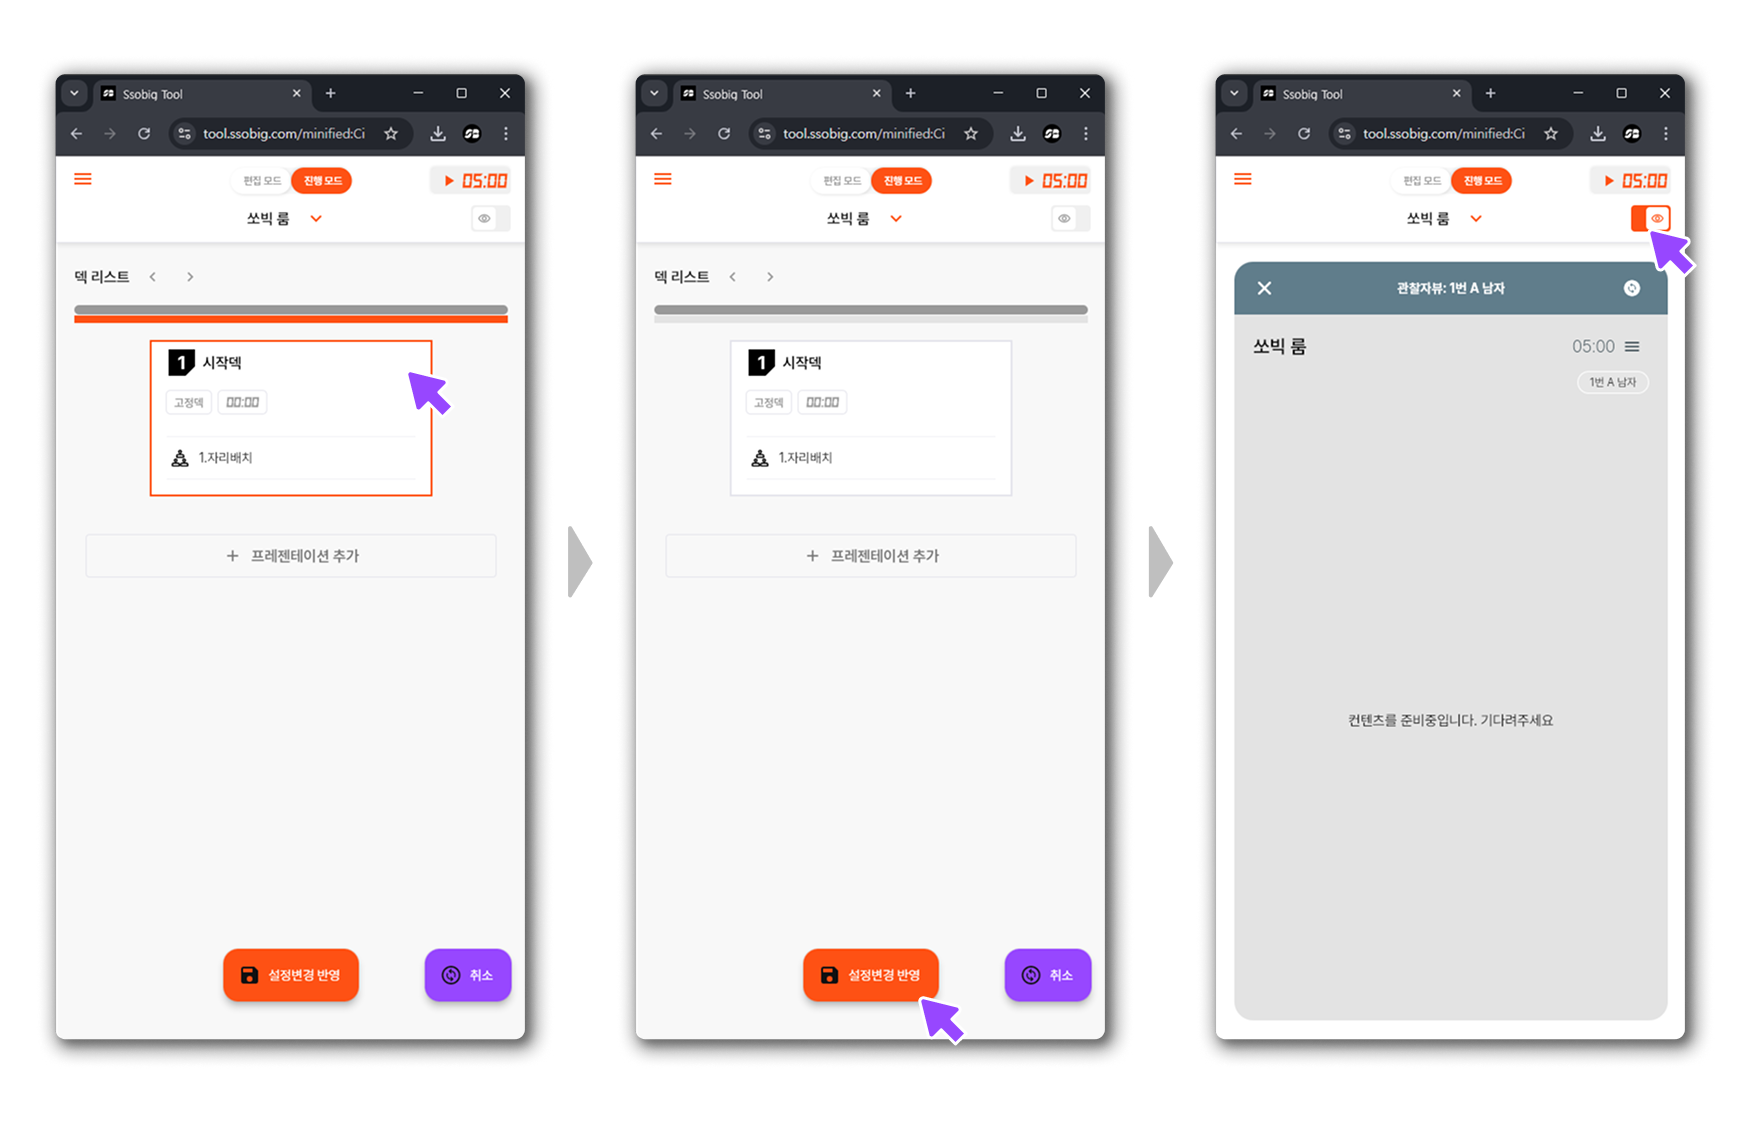 Ssobig Tool
tool.ssobig.com/minified:Ci
편집 모드 진행 모드 05:00
쏘빅 룸
덱 리스트
1 시작덱
고정덱 00:00
1.자리배치
+ 프레젠테이션 추가
설정변경 반영 취소
Ssobig Tool
tool.ssobig.com/minified:Ci
편집 모드 진행 모드 05:00
쏘빅 룸
덱 리스트
1 시작덱
고정덱 00:00
1.자리배치
+ 프레젠테이션 추가
설정변경 반영 취소
Ssobig Tool
tool.ssobig.com/minified:Ci
편집 모드 진행 모드 05:00
쏘빅 룸
관찰자뷰: 1번 A 남자
쏘빅 룸 05:00
1번 A 남자
컨텐츠를 준비중입니다. 기다려주세요